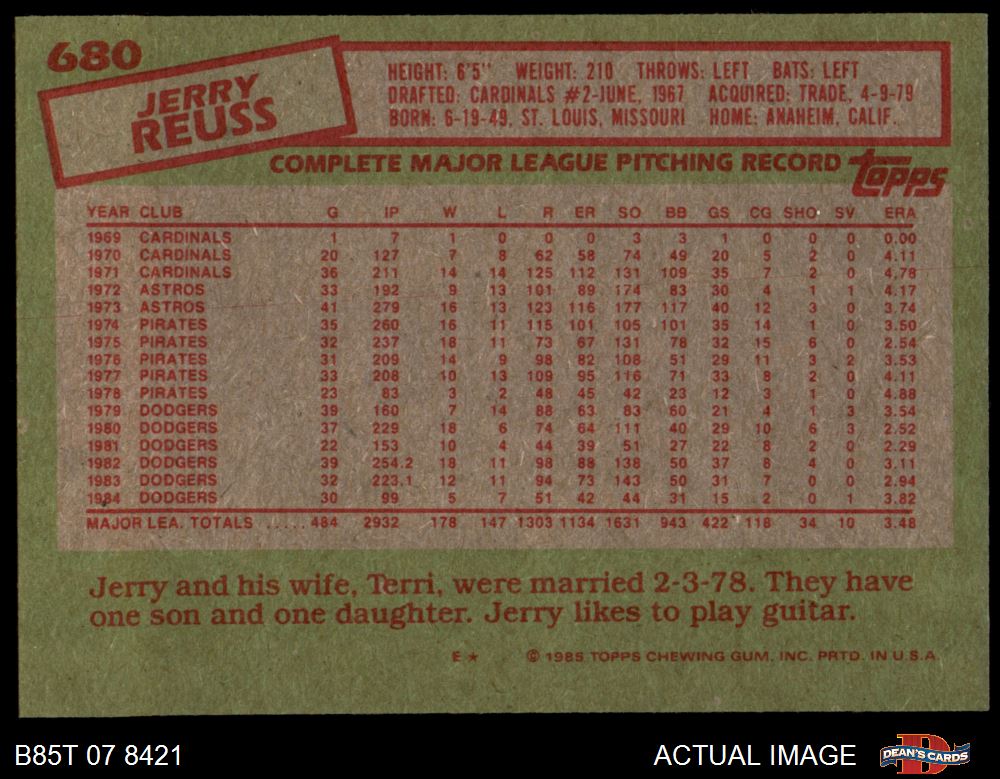 680
JERRY
REUSS
HEIGHT: 6'5" WEIGHT: 210 THROWS: LEFT BATS: LEFT
DRAFTED: CARDINALS #2-JUNE, 1967 ACQUIRED: TRADE, 4-9-79
BORN: 6-19-49, ST. LOUIS, MISSOURI HOME: ANAHEIM, CALIF.
COMPLETE MAJOR LEAGUE PITCHING RECORD
topps
YEAR CLUB G IP W L R ER SO BB GS CG SHO SV ERA
1969 CARDINALS 1 7 1 0 0 0 3 3 1 0 0 0 0.00
1970 CARDINALS 20 127 7 8 62 58 74 49 20 5 2 0 4.11
1971 CARDINALS 36 211 14 14 125 112 131 109 35 7 2 0 4.78
1972 ASTROS 33 192 9 13 101 89 174 83 30 4 1 1 4.17
1973 ASTROS 41 279 16 13 123 116 177 117 40 12 3 0 3.74
1974 PIRATES 35 260 16 11 115 101 105 101 35 14 1 0 3.50
1975 PIRATES 32 237 18 11 73 67 131 78 32 15 6 0 2.54
1976 PIRATES 31 209 14 9 98 82 108 51 29 11 3 2 3.53
1977 PIRATES 33 208 10 13 109 95 116 71 33 8 2 0 4.11
1978 PIRATES 23 83 3 2 48 45 42 23 12 3 1 0 4.88
1979 DODGERS 39 160 7 14 88 63 83 60 21 4 1 3 3.54
1980 DODGERS 37 229 18 6 74 64 111 40 29 10 6 3 2.52
1981 DODGERS 22 153 10 4 44 39 51 27 22 8 2 0 2.29
1982 DODGERS 39 254.2 18 11 98 88 138 50 37 8 4 0 3.11
1983 DODGERS 32 223.1 12 11 94 73 143 50 31 7 0 0 2.94
1984 DODGERS 30 99 5 7 51 42 44 31 15 2 0 1 3.82
MAJOR LEA. TOTALS ..... 484 2932 178 147 1303 1134 1631 943 422 118 34 10 3.48
Jerry and his wife, Terri, were married 2-3-78. They have
one son and one daughter. Jerry likes to play guitar.
E ★ © 1985 TOPPS CHEWING GUM, INC. PRTD. IN U.S.A.
B85T 07 8421 ACTUAL IMAGE DEAN'S CARDS